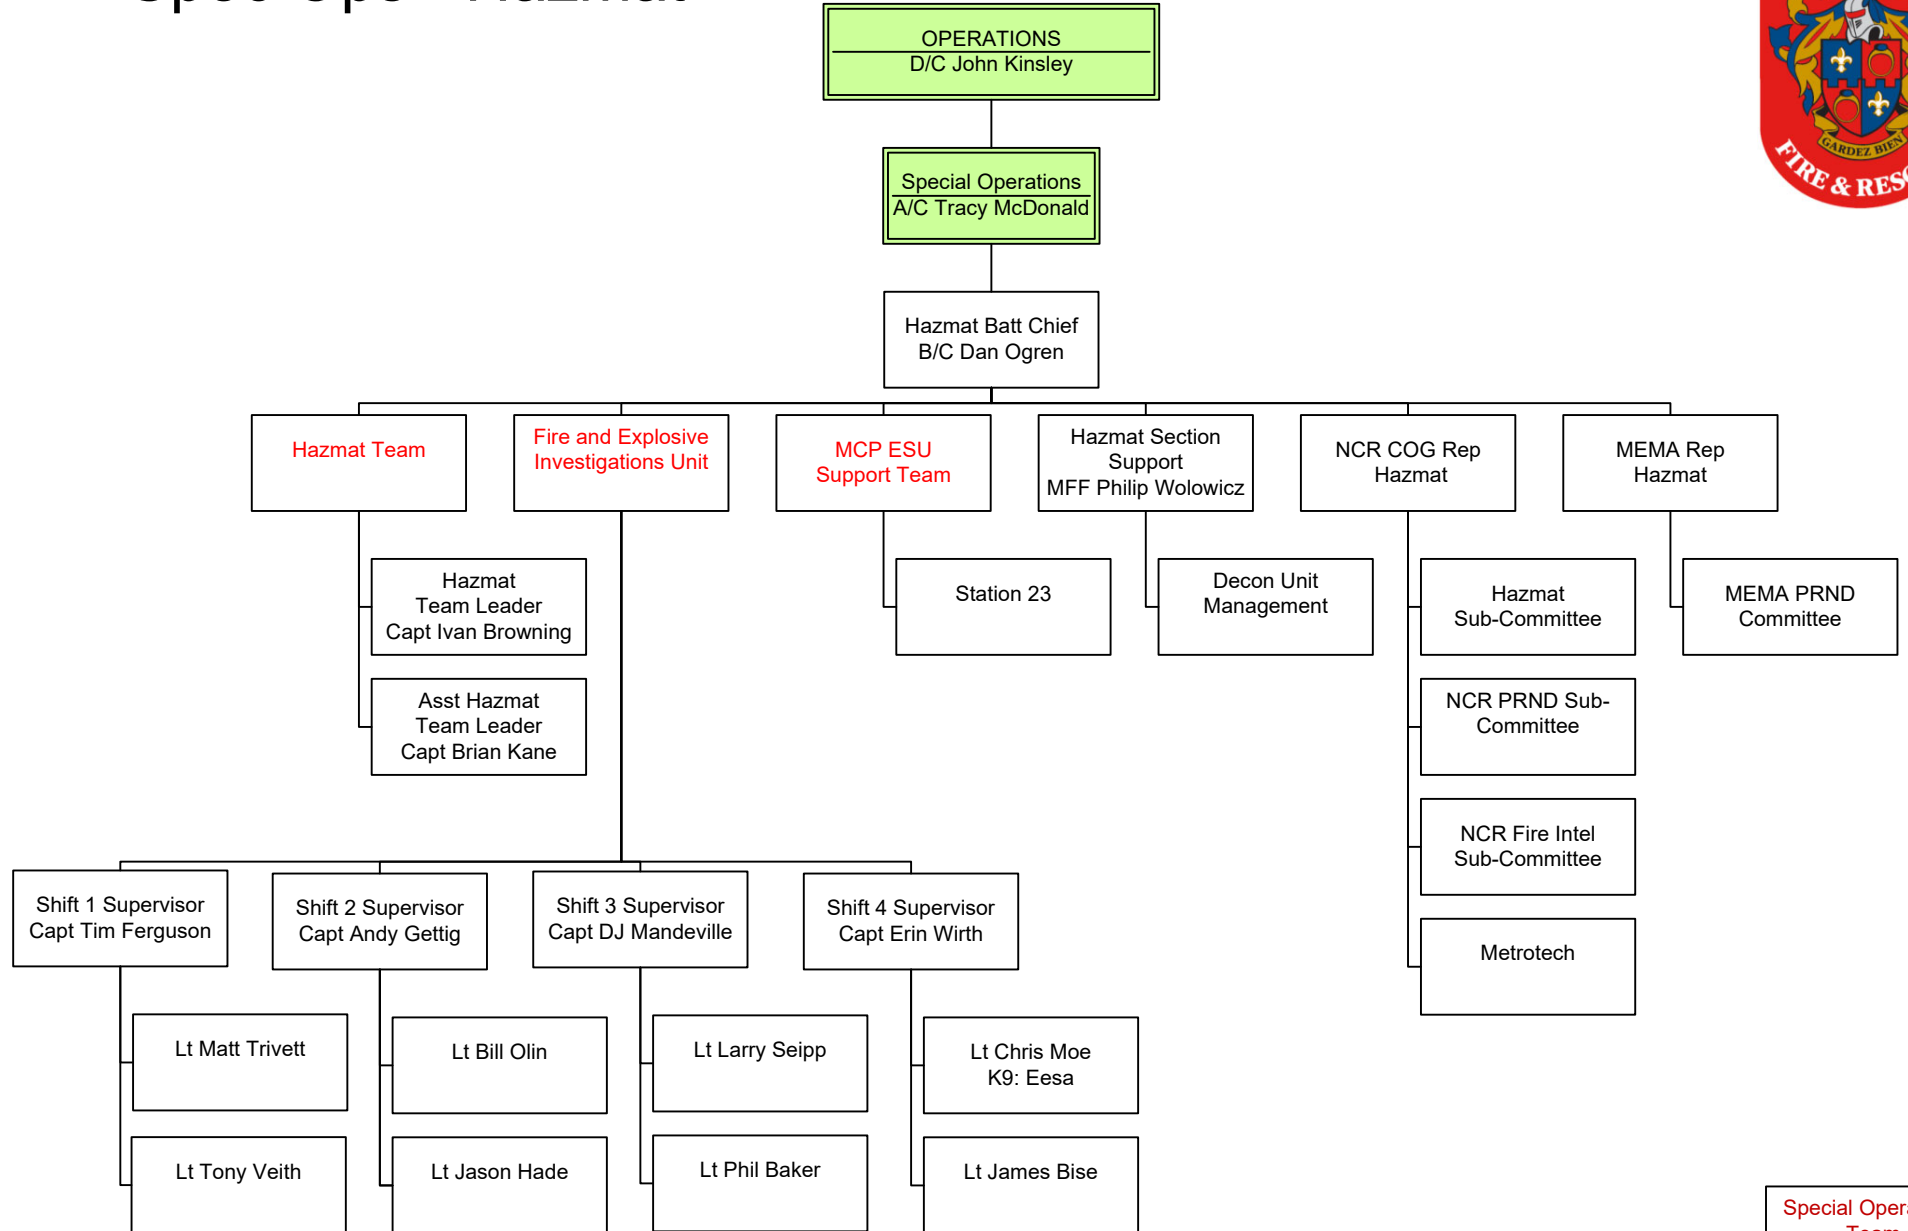 OPERATIONS
D/C John Kinsley
GARDEZ BIEN
FIRE & RESC
Special Operations
A/C Tracy McDonald
Hazmat Batt Chief
B/C Dan Ogren
Hazmat Team
Fire and Explosive
Investigations Unit
MCP ESU
Support Team
Hazmat Section
Support
MFF Philip Wolowicz
NCR COG Rep
Hazmat
MEMA Rep
Hazmat
Hazmat
Team Leader
Capt Ivan Browning
Station 23
Decon Unit
Management
Hazmat
Sub-Committee
MEMA PRND
Committee
Asst Hazmat
Team Leader
Capt Brian Kane
NCR PRND Sub-
Committee
NCR Fire Intel
Sub-Committee
Metrotech
Shift 1 Supervisor
Capt Tim Ferguson
Shift 2 Supervisor
Capt Andy Gettig
Shift 3 Supervisor
Capt DJ Mandeville
Shift 4 Supervisor
Capt Erin Wirth
Lt Matt Trivett
Lt Bill Olin
Lt Larry Seipp
Lt Chris Moe
K9: Eesa
Lt Tony Veith
Lt Jason Hade
Lt Phil Baker
Lt James Bise
Special Opera